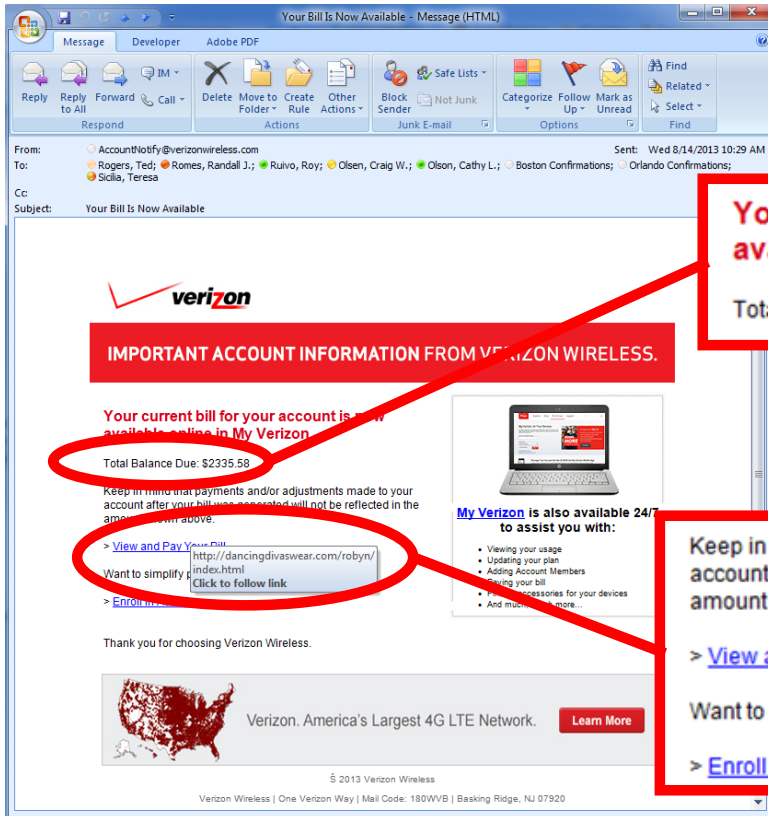 Your Bill Is Now Available - Message (HTML)
Message Developer Adobe PDF
Reply
Reply to All
Forward
IM
Call
Respond
Delete
Move to Folder
Create Rule
Other Actions
Actions
Block Sender
Safe Lists
Not Junk
Junk E-mail
Categorize
Follow Up
Mark as Unread
Options
Find
Related
Select
Find
From: AccountNotify@verizonwireless.com Sent: Wed 8/14/2013 10:29 AM
To: Rogers, Ted; Romes, Randall J.; Ruivo, Roy; Olsen, Craig W.; Olson, Cathy L.; Boston Confirmations; Orlando Confirmations;
Sicilia, Teresa
Cc:
Subject: Your Bill Is Now Available
verizon
IMPORTANT ACCOUNT INFORMATION FROM VERIZON WIRELESS.
Your current bill for your account is now
available online in My Verizon
Total Balance Due: $2335.58
Keep in mind that payments and/or adjustments made to your
account after your bill was generated will not be reflected in the
amount shown above.
> View and Pay Your Bill
http://dancingdivaswear.com/robyn/
index.html
Click to follow link
Want to simplify p
> Enroll in
Thank you for choosing Verizon Wireless.
My Verizon is also available 24/7
to assist you with:
• Viewing your usage
• Updating your plan
• Adding Account Members
• Paying your bill
• accessories for your devices
• And much, more...
Verizon. America's Largest 4G LTE Network.
Learn More
Š 2013 Verizon Wireless
Verizon Wireless | One Verizon Way | Mail Code: 180WVB | Basking Ridge, NJ 07920
Yo
ava
Tota
Keep in
account
amount
> View a
Want to
> Enroll